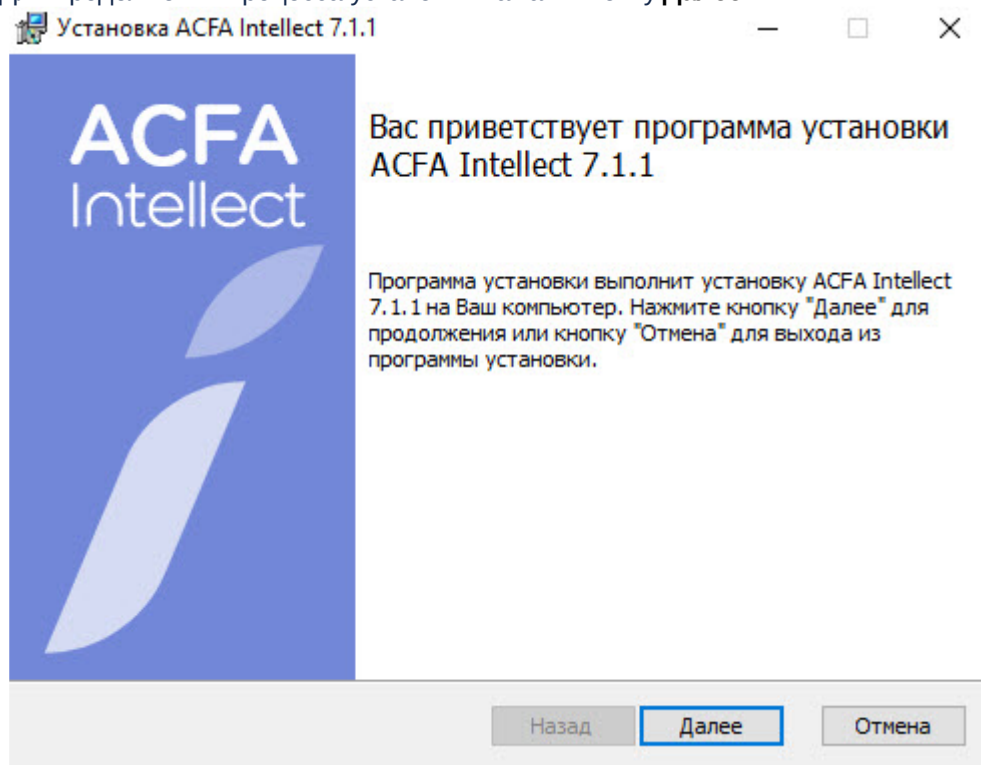 Установка ACFA Intellect 7.1.1
ACFA
Intellect
Вас приветствует программа установки
ACFA Intellect 7.1.1
Программа установки выполнит установку ACFA Intellect
7.1.1 на Ваш компьютер. Нажмите кнопку "Далее" для
продолжения или кнопку "Отмена" для выхода из
программы установки.
Назад
Далее
Отмена